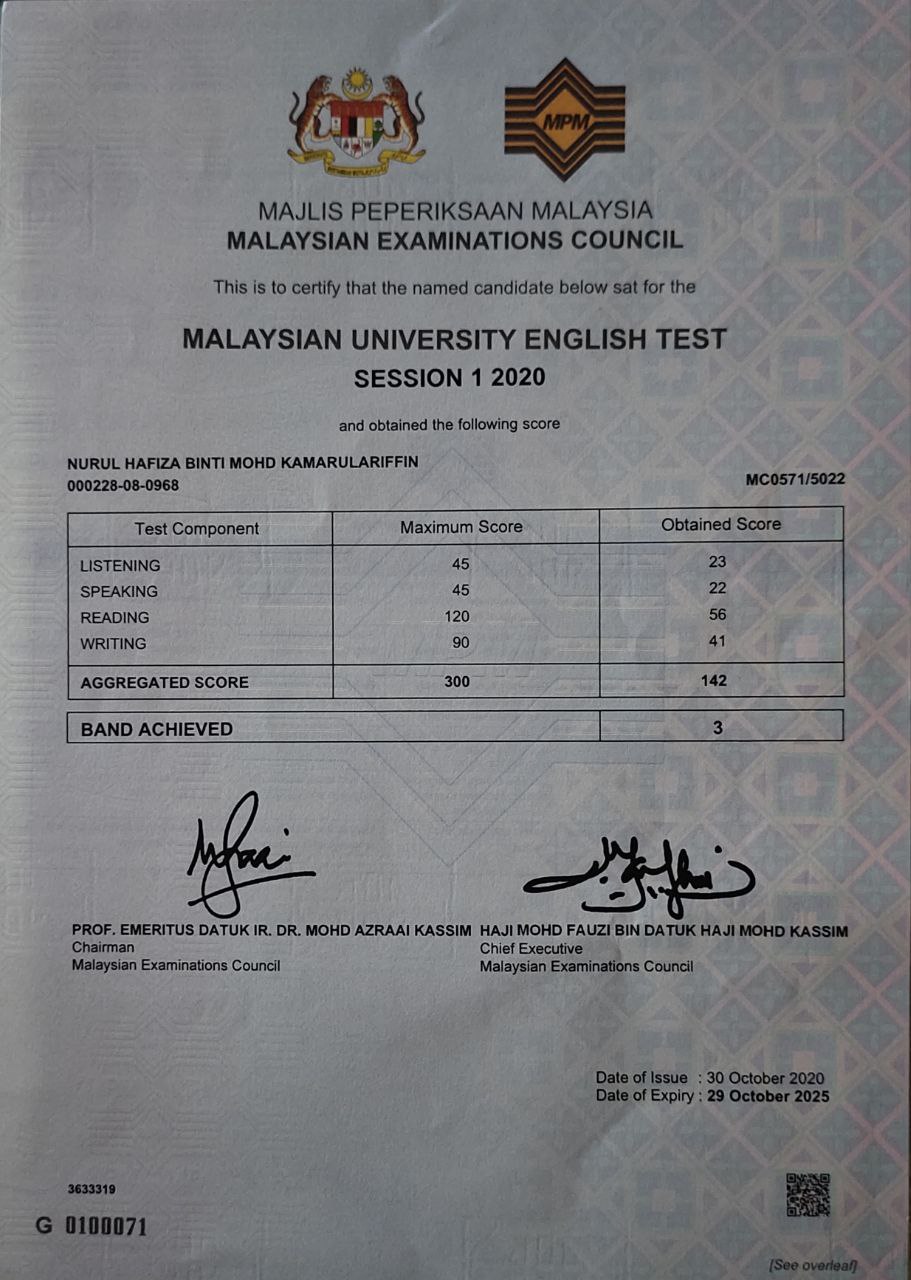 MPM
MAJLIS PEPERIKSAAN MALAYSIA
MALAYSIAN EXAMINATIONS COUNCIL
This is to certify that the named candidate below sat for the
MALAYSIAN UNIVERSITY ENGLISH TEST
SESSION 1 2020
and obtained the following score
NURUL HAFIZA BINTI MOHD KAMARULARIFFIN
000228-08-0968 MC0571/5022
Test Component Maximum Score Obtained Score
LISTENING 45 23
SPEAKING 45 22
READING 120 56
WRITING 90 41
AGGREGATED SCORE 300 142
BAND ACHIEVED 3
PROF. EMERITUS DATUK IR. DR. MOHD AZRAAI KASSIM HAJI MOHD FAUZI BIN DATUK HAJI MOHD KASSIM
Chairman Chief Executive
Malaysian Examinations Council Malaysian Examinations Council
Date of Issue : 30 October 2020
Date of Expiry : 29 October 2025
3633319
G 0100071
[See overleaf]